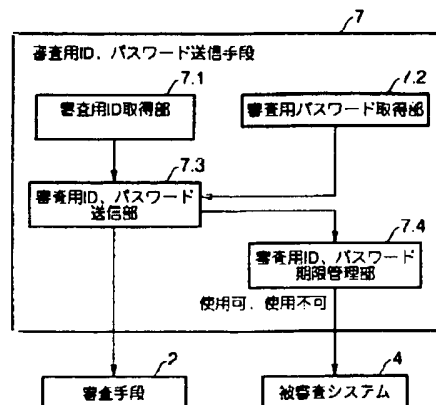 7
審査用ID、パスワード送信手段
7.1
7.2
審査用ID取得部
審査用パスワード取得部
7.3
審査用ID、パスワード
送信部
7.4
審査用ID、パスワード
期限管理部
使用可、使用不可
2
4
審査手段
被審査システム